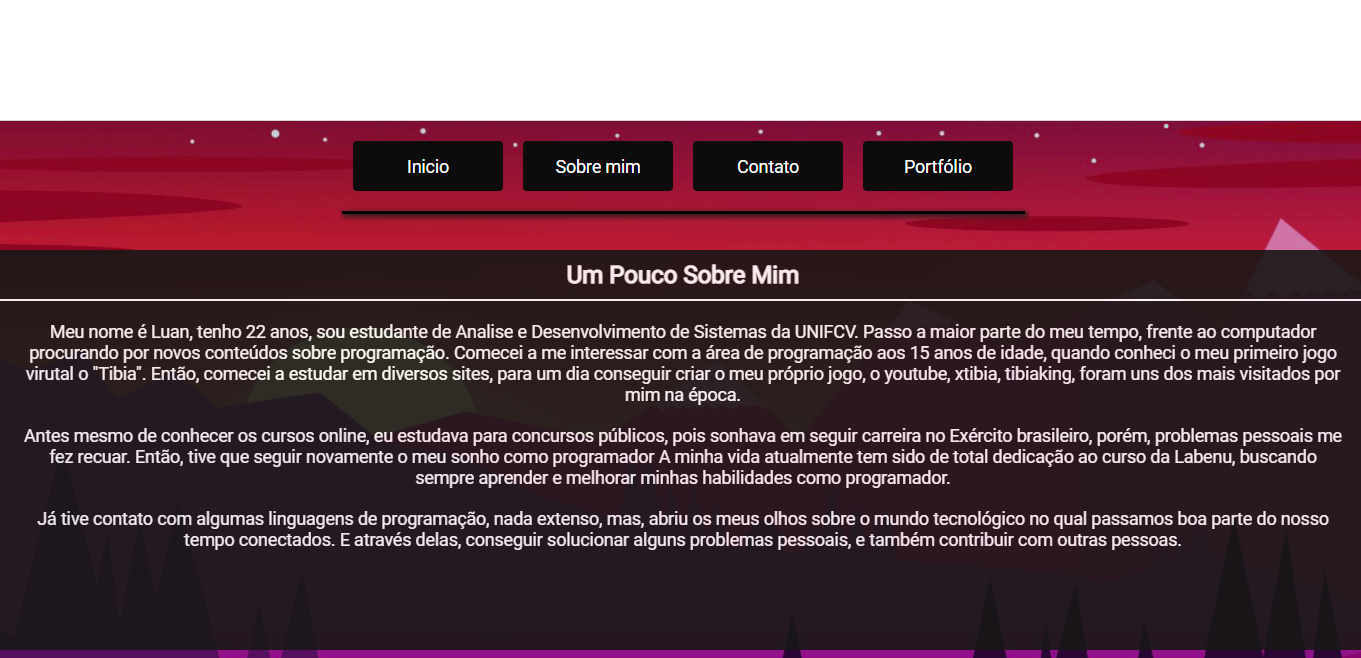 Inicio
Sobre mim
Contato
Portfólio
Um Pouco Sobre Mim
Meu nome é Luan, tenho 22 anos, sou estudante de Analise e Desenvolvimento de Sistemas da UNIFCV. Passo a maior parte do meu tempo, frente ao computador
procurando por novos conteúdos sobre programação. Comecei a me interessar com a área de programação aos 15 anos de idade, quando conheci o meu primeiro jogo
virutal o "Tibia". Então, comecei a estudar em diversos sites, para um dia conseguir criar o meu próprio jogo, o youtube, xtibia, tibiaking, foram uns dos mais visitados por
mim na época.
Antes mesmo de conhecer os cursos online, eu estudava para concursos públicos, pois sonhava em seguir carreira no Exército brasileiro, porém, problemas pessoais me
fez recuar. Então, tive que seguir novamente o meu sonho como programador A minha vida atualmente tem sido de total dedicação ao curso da Labenu, buscando
sempre aprender e melhorar minhas habilidades como programador.
Já tive contato com algumas linguagens de programação, nada extenso, mas, abriu os meus olhos sobre o mundo tecnológico no qual passamos boa parte do nosso
tempo conectados. E através delas, conseguir solucionar alguns problemas pessoais, e também contribuir com outras pessoas.